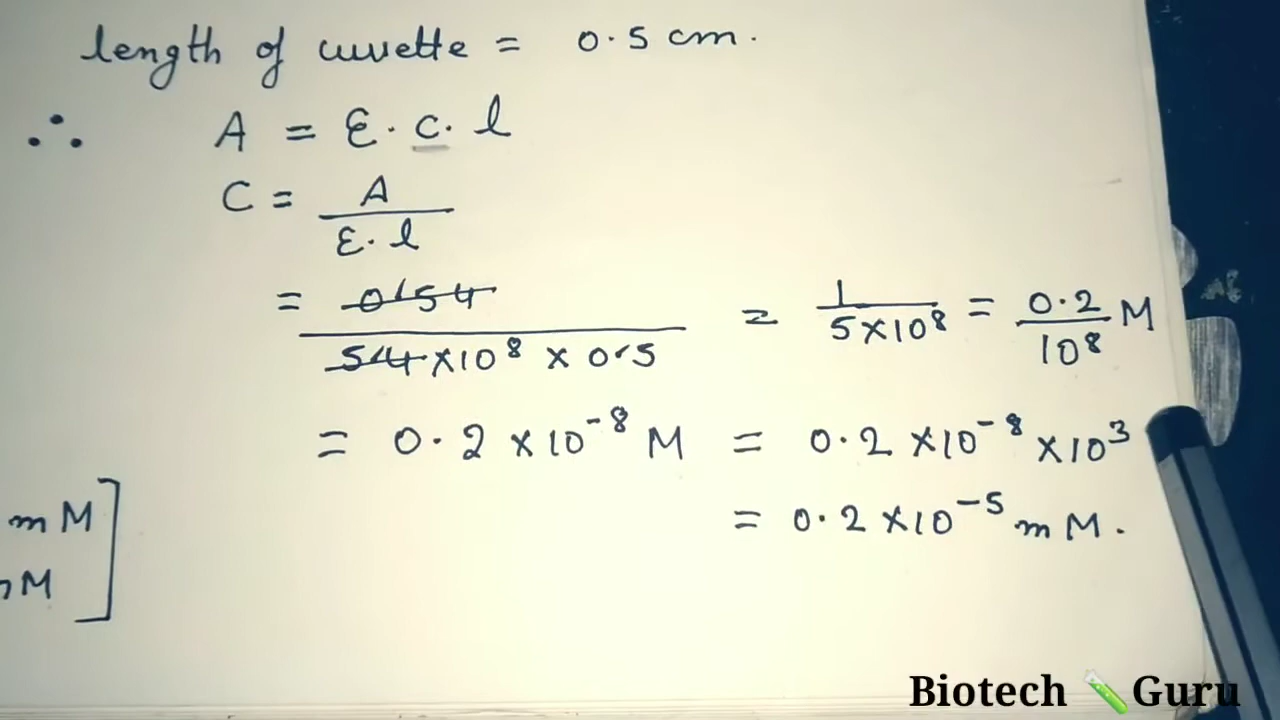 length of cuvette = 0.5 cm.
∴ A = ε. c. l
C = A / ε. l
= 0.54 / 54×10⁸ × 0.5 = 1 / 5×10⁸ = 0.2 / 10⁸ M
= 0.2 ×10⁻⁸ M = 0.2 ×10⁻⁸ ×10³
= 0.2 ×10⁻⁵ mM.
mM]
M]
Biotech Guru